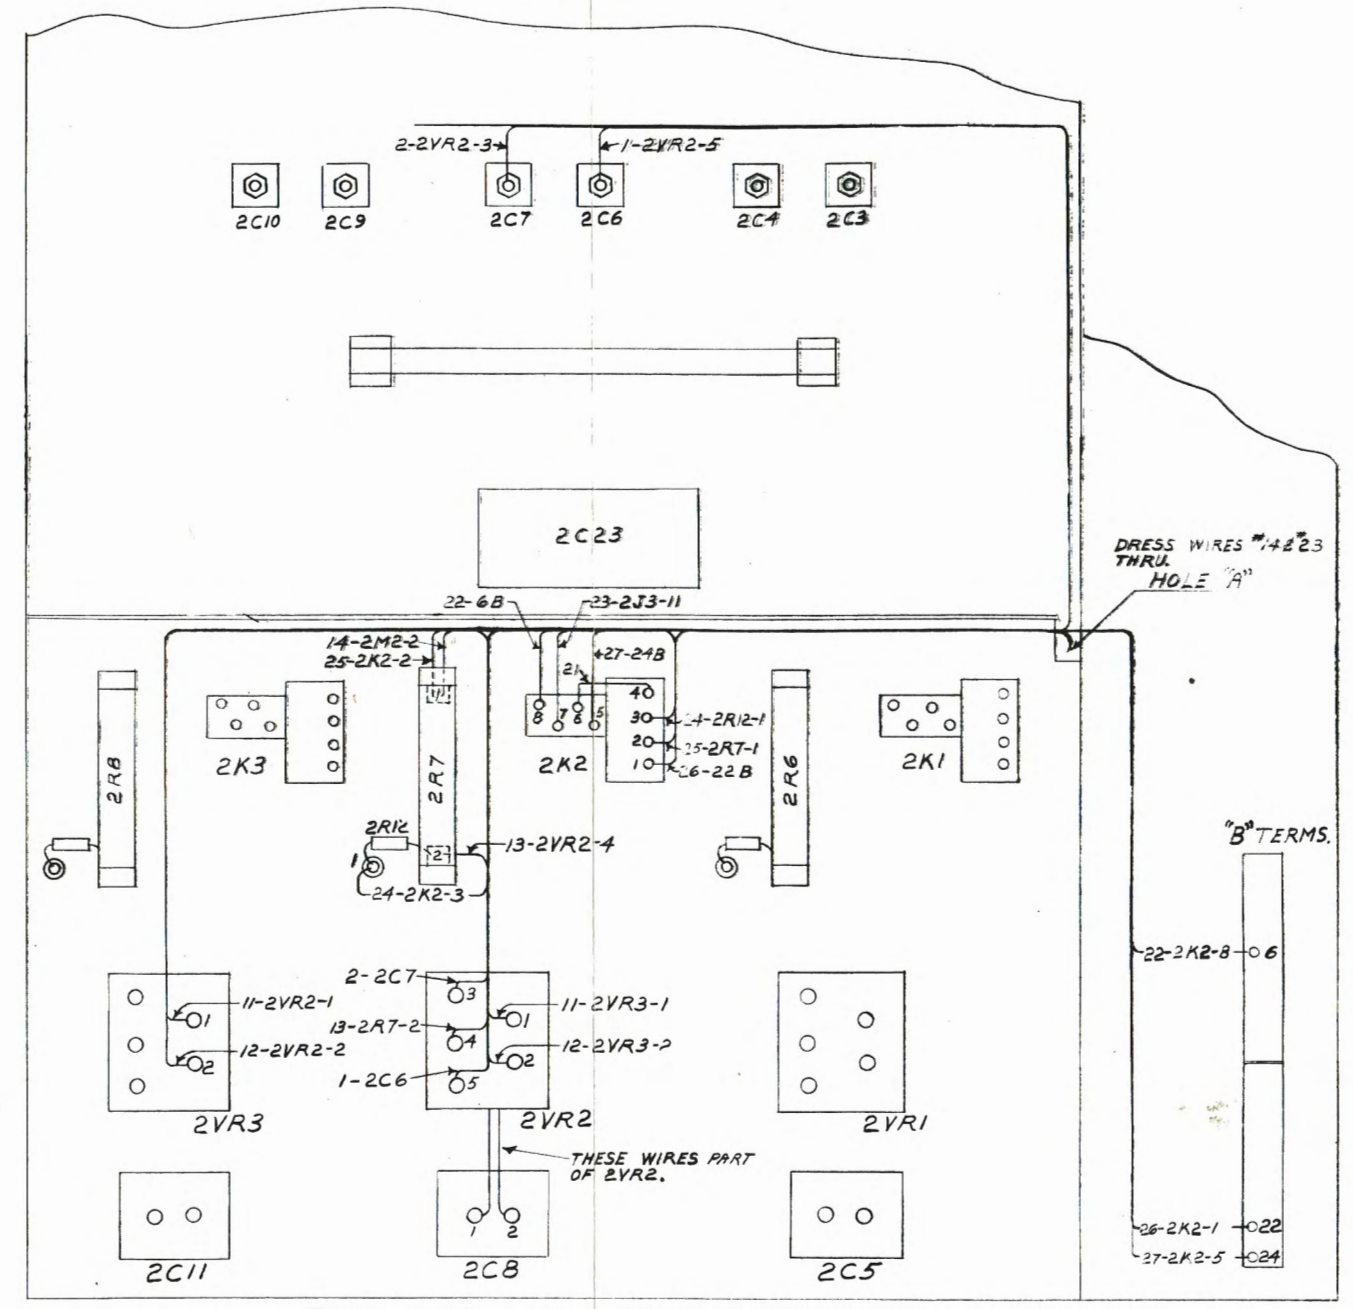 2-2VR2-3
1-2VR2-5
2C10
2C9
2C7
2C6
2C4
2C3
2C23
DRESS WIRES #14&#23
THRU.
HOLE "A"
22-6B
23-2J3-11
14-2M2-2
25-2K2-2
27-24B
21
1
8
7
6
5
4
3
2
1
24-2R12-1
25-2R7-1
26-22B
2R8
2K3
2R7
2K2
2R6
2K1
2R12
1
2
13-2VR2-4
24-2K2-3
"B" TERMS.
22-2K2-8
6
2-2C7
3
11-2VR2-1
1
13-2R7-2
4
11-2VR3-1
1
12-2VR2-2
2
1-2C6
5
12-2VR3-2
2
2VR3
2VR2
2VR1
THESE WIRES PART
OF 2VR2.
1
2
26-2K2-1
22
27-2K2-5
24
2C11
2C8
2C5